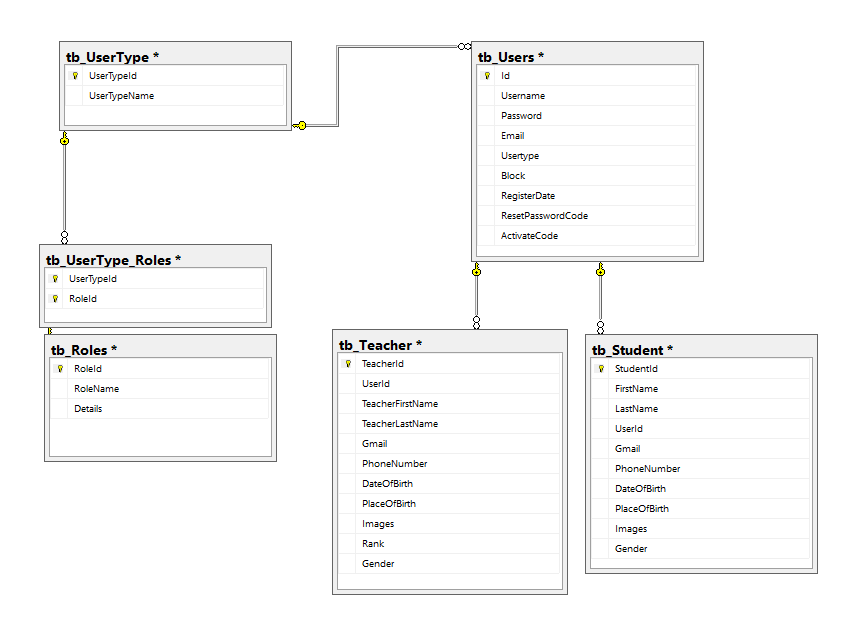 tb_UserType *
UserTypeId
UserTypeName
tb_Users *
Id
Username
Password
Email
Usertype
Block
RegisterDate
ResetPasswordCode
ActivateCode
tb_UserType_Roles *
UserTypeId
RoleId
tb_Roles *
RoleId
RoleName
Details
tb_Teacher *
TeacherId
UserId
TeacherFirstName
TeacherLastName
Gmail
PhoneNumber
DateOfBirth
PlaceOfBirth
Images
Rank
Gender
tb_Student *
StudentId
FirstName
LastName
UserId
Gmail
PhoneNumber
DateOfBirth
PlaceOfBirth
Images
Gender